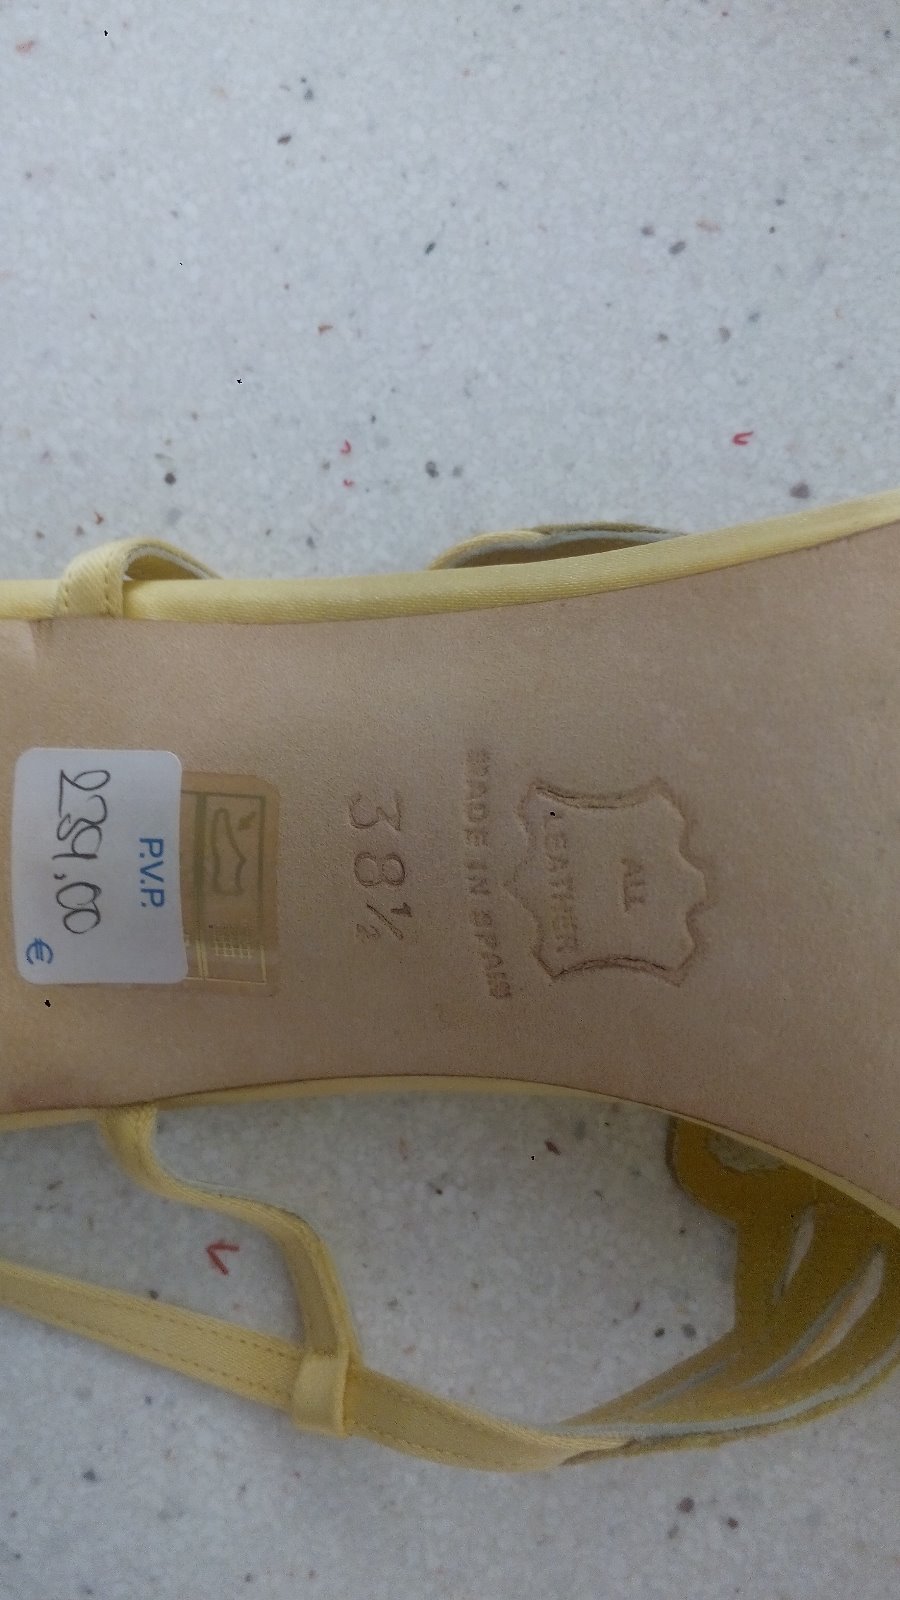 ALL
LEATHER
MADE IN SPAIN
38½
P.V.P.
239,00
€